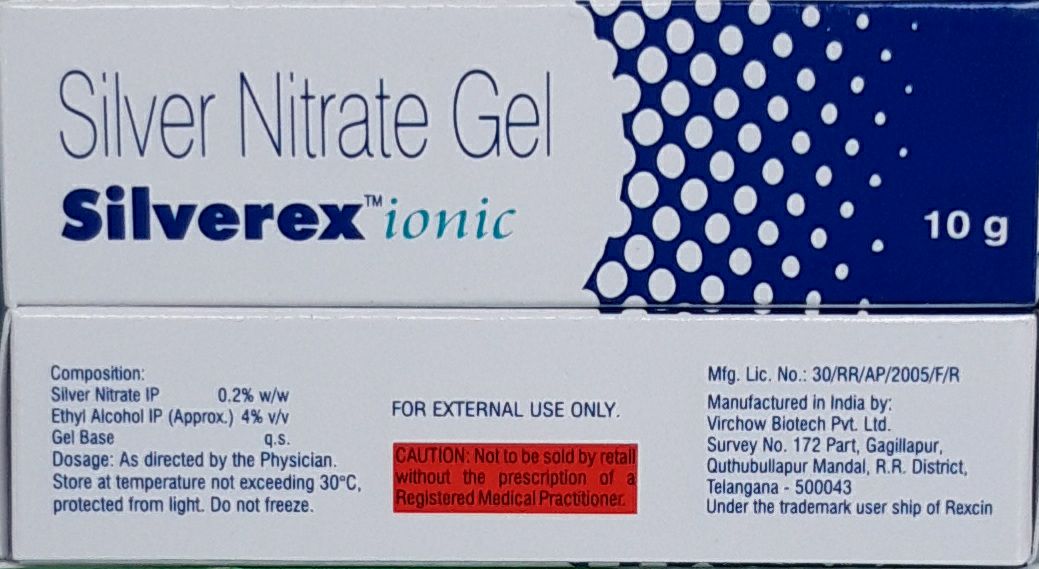 Silver Nitrate Gel
Silverex™ ionic
10 g
Composition:
Silver Nitrate IP 0.2% w/w
Ethyl Alcohol IP (Approx.) 4% v/v
Gel Base q.s.
Dosage: As directed by the Physician.
Store at temperature not exceeding 30°C,
protected from light. Do not freeze.
FOR EXTERNAL USE ONLY.
CAUTION: Not to be sold by retail
without the prescription of a
Registered Medical Practitioner.
Mfg. Lic. No.: 30/RR/AP/2005/F/R
Manufactured in India by:
Virchow Biotech Pvt. Ltd.
Survey No. 172 Part, Gagillapur,
Quthubullapur Mandal, R.R. District,
Telangana - 500043
Under the trademark user ship of Rexcin